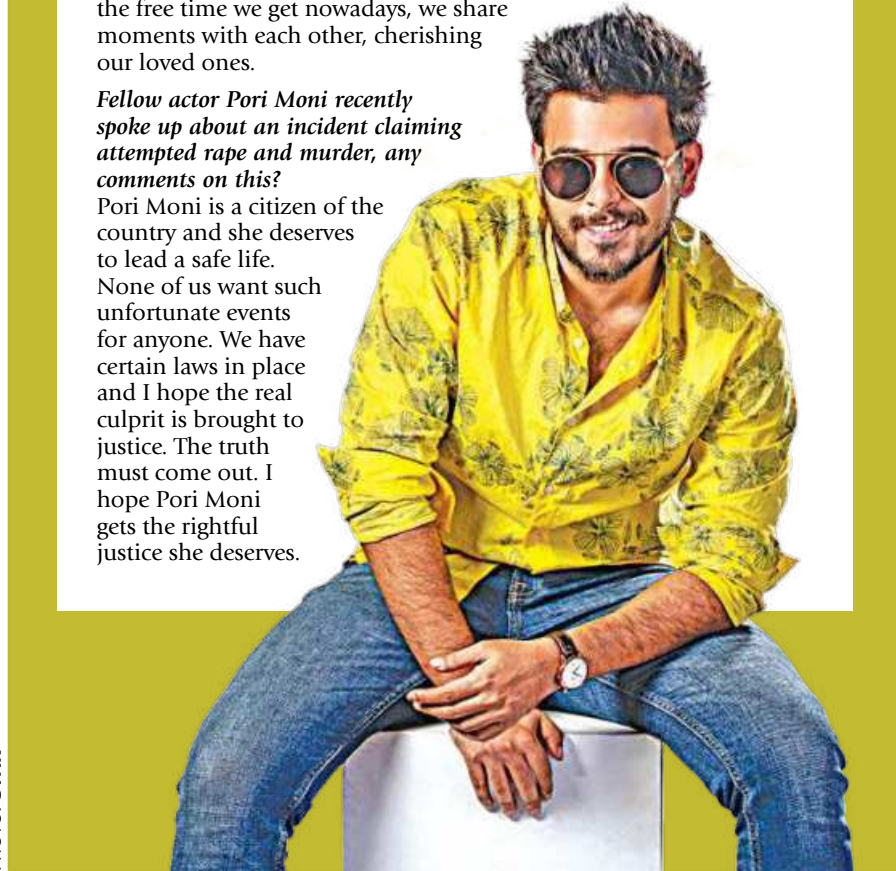 the free time we get nowadays, we share
moments with each other, cherishing
our loved ones.
Fellow actor Pori Moni recently
spoke up about an incident claiming
attempted rape and murder, any
comments on this?
Pori Moni is a citizen of the
country and she deserves
to lead a safe life.
None of us want such
unfortunate events
for anyone. We have
certain laws in place
and I hope the real
culprit is brought to
justice. The truth
must come out. I
hope Pori Moni
gets the rightful
justice she deserves.